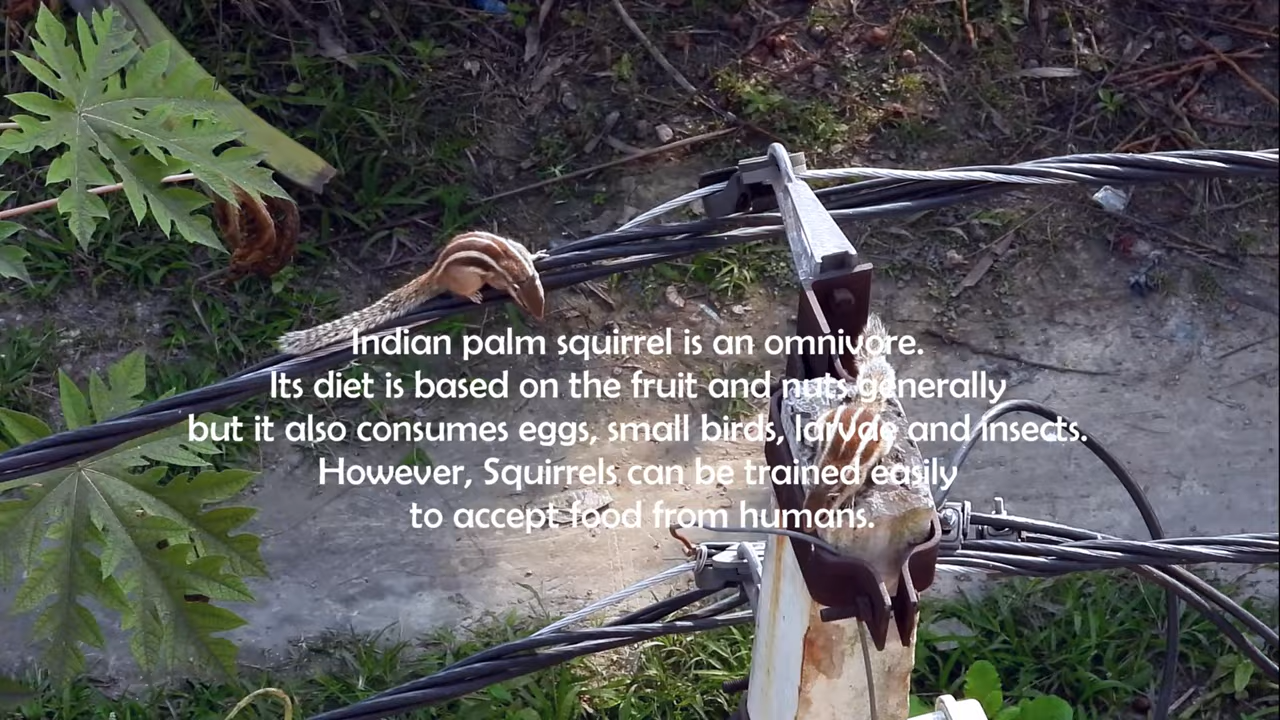 Indian palm squirrel is an omnivore.
Its diet is based on the fruit and nuts generally
but it also consumes eggs, small birds, larvae and insects.
However, Squirrels can be trained easily
to accept food from humans.